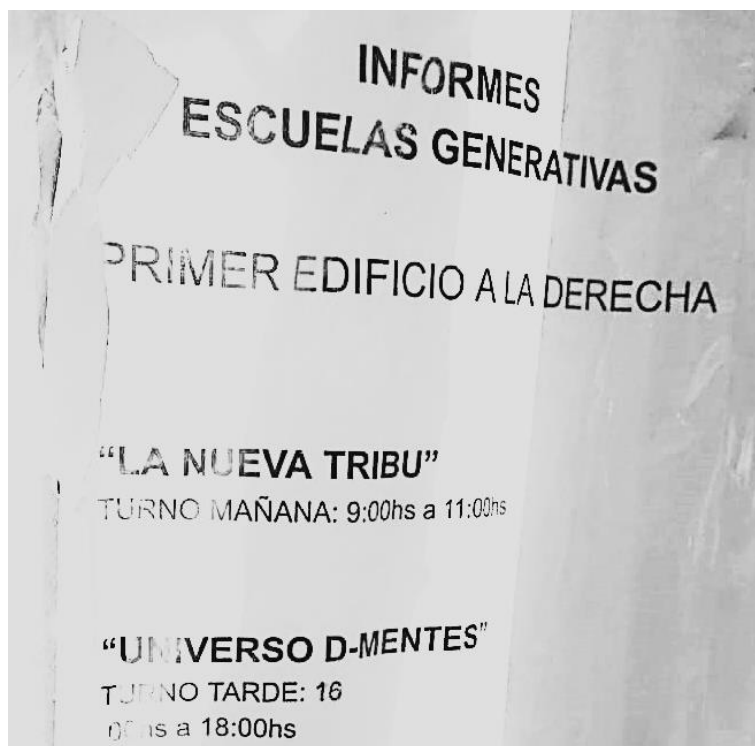 INFORMES
ESCUELAS GENERATIVAS
PRIMER EDIFICIO A LA DERECHA
“LA NUEVA TRIBU”
TURNO MAÑANA: 9:00hs a 11:00hs
“UNIVERSO D-MENTES”
TURNO TARDE: 16
00hs a 18:00hs